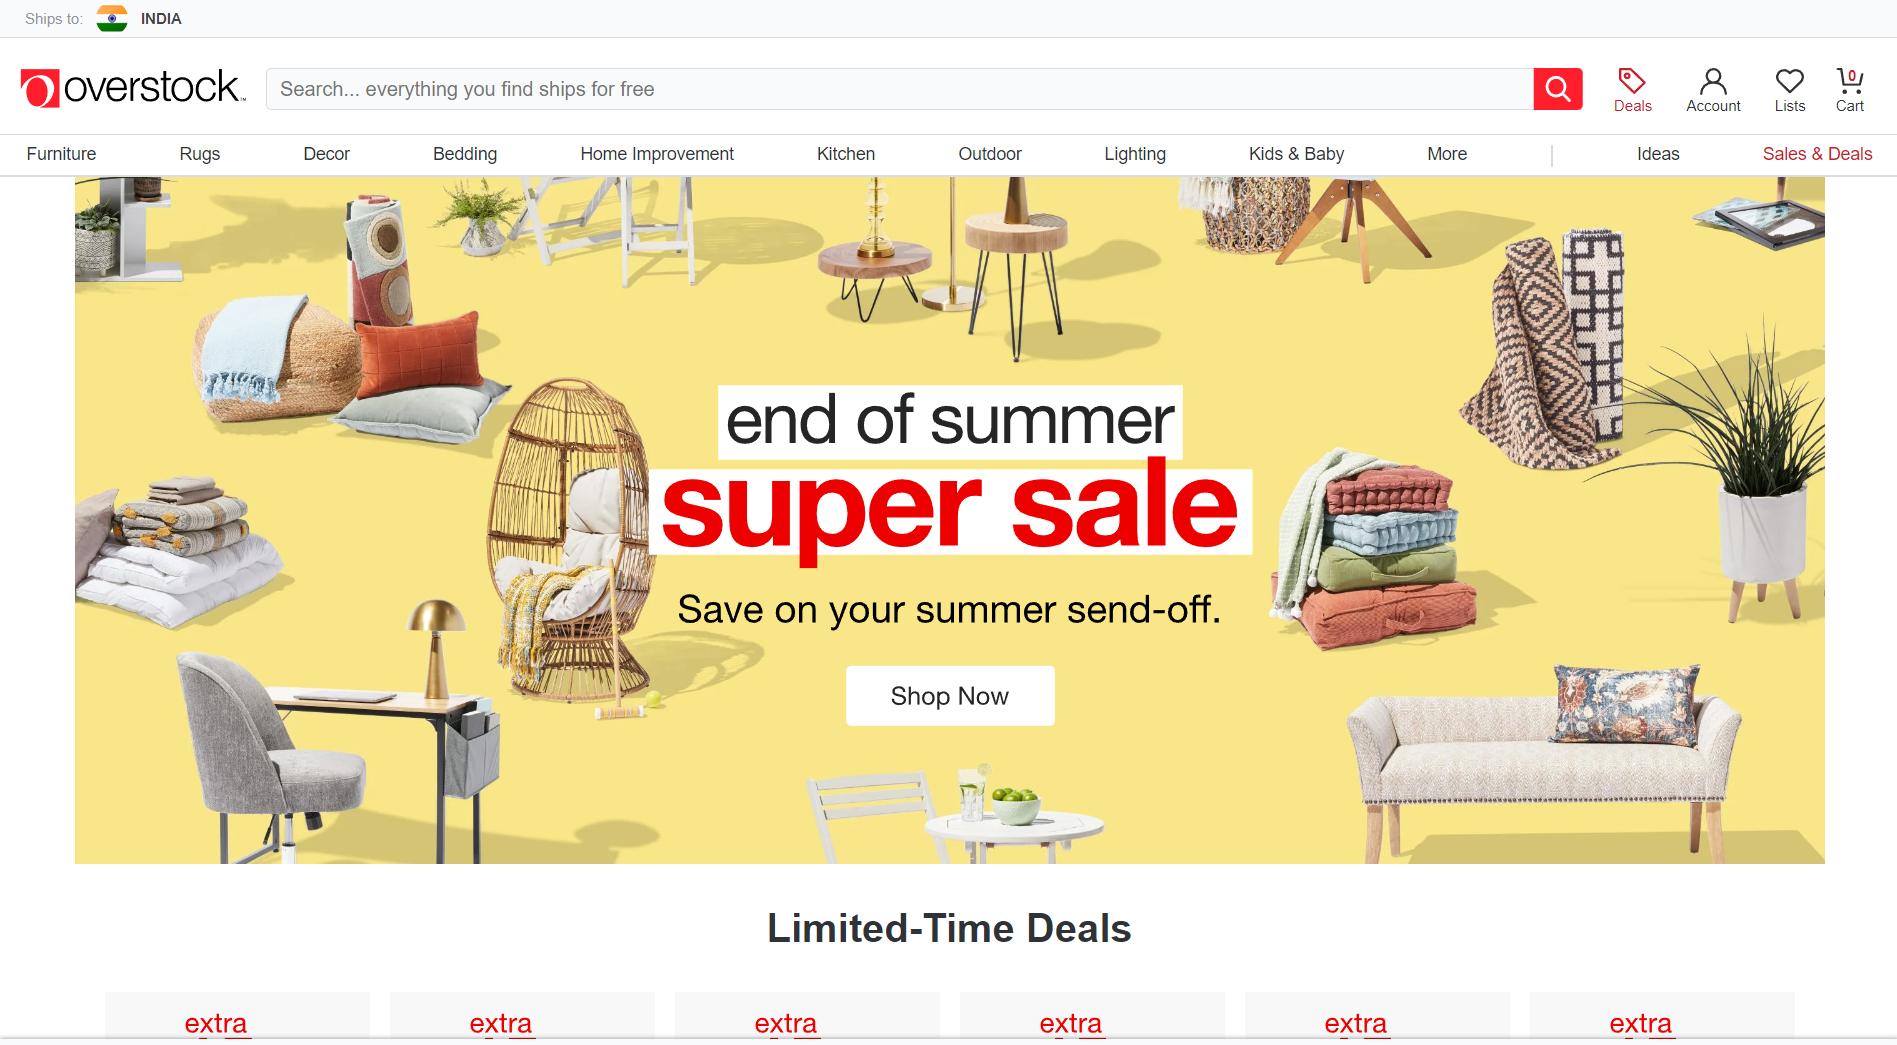 Ships to: INDIA
overstock™
Search... everything you find ships for free
Deals
Account
Lists
0
Cart
Furniture Rugs Decor Bedding Home Improvement Kitchen Outdoor Lighting Kids & Baby More Ideas Sales & Deals
end of summer
super sale
Save on your summer send-off.
Shop Now
Limited-Time Deals
extra extra extra extra extra extra